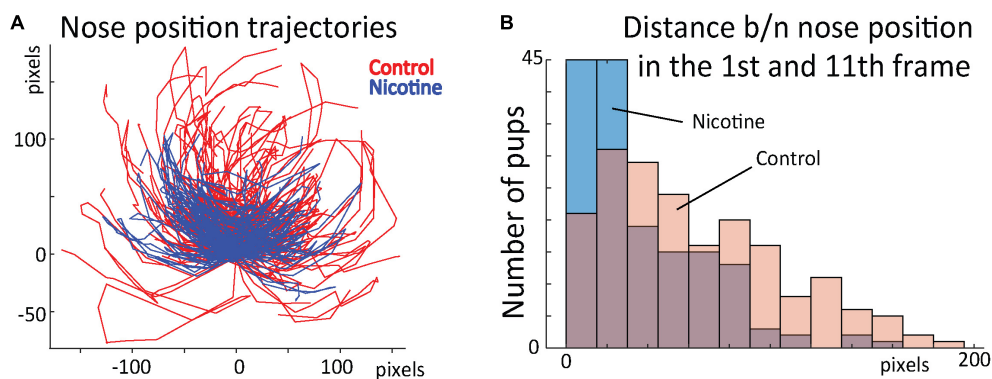 A
Nose position trajectories
pixels
Control
Nicotine
100
0
-50
-100
0
100
pixels
B
Distance b/n nose position
in the 1st and 11th frame
45
Nicotine
Control
Number of pups
0
0
pixels
200